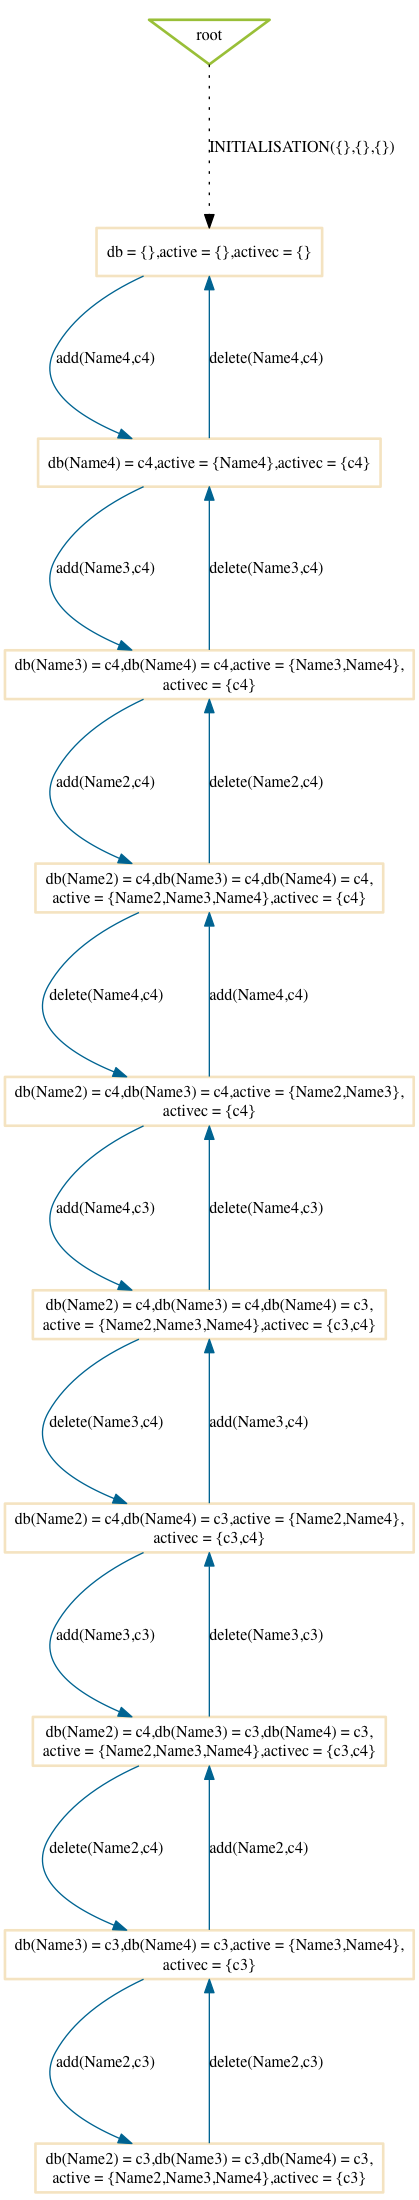 root
INITIALISATION({},{},{})
db = {},active = {},activec = {}
add(Name4,c4)
delete(Name4,c4)
db(Name4) = c4,active = {Name4},activec = {c4}
add(Name3,c4)
delete(Name3,c4)
db(Name3) = c4,db(Name4) = c4,active = {Name3,Name4},
activec = {c4}
add(Name2,c4)
delete(Name2,c4)
db(Name2) = c4,db(Name3) = c4,db(Name4) = c4,
active = {Name2,Name3,Name4},activec = {c4}
delete(Name4,c4)
add(Name4,c4)
db(Name2) = c4,db(Name3) = c4,active = {Name2,Name3},
activec = {c4}
add(Name4,c3)
delete(Name4,c3)
db(Name2) = c4,db(Name3) = c4,db(Name4) = c3,
active = {Name2,Name3,Name4},activec = {c3,c4}
delete(Name3,c4)
add(Name3,c4)
db(Name2) = c4,db(Name4) = c3,active = {Name2,Name4},
activec = {c3,c4}
add(Name3,c3)
delete(Name3,c3)
db(Name2) = c4,db(Name3) = c3,db(Name4) = c3,
active = {Name2,Name3,Name4},activec = {c3,c4}
delete(Name2,c4)
add(Name2,c4)
db(Name3) = c3,db(Name4) = c3,active = {Name3,Name4},
activec = {c3}
add(Name2,c3)
delete(Name2,c3)
db(Name2) = c3,db(Name3) = c3,db(Name4) = c3,
active = {Name2,Name3,Name4},activec = {c3}